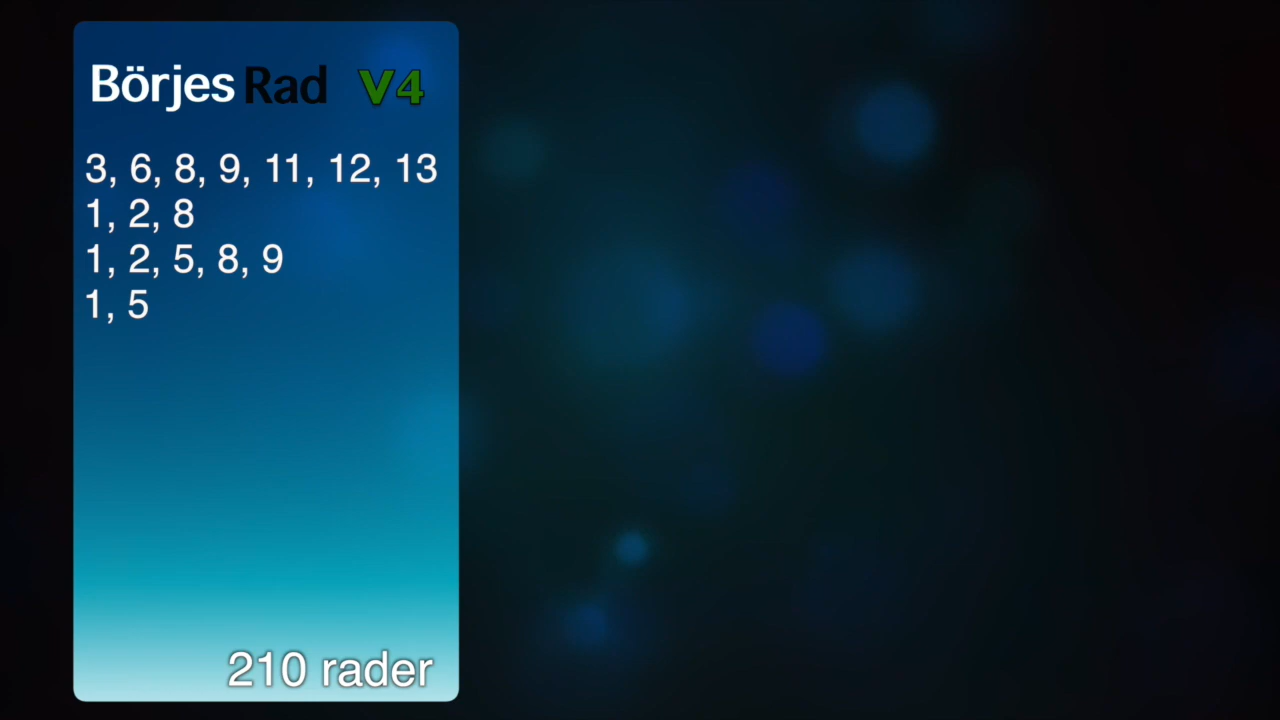 Börjes Rad V4
3, 6, 8, 9, 11, 12, 13
1, 2, 8
1, 2, 5, 8, 9
1, 5
210 rader